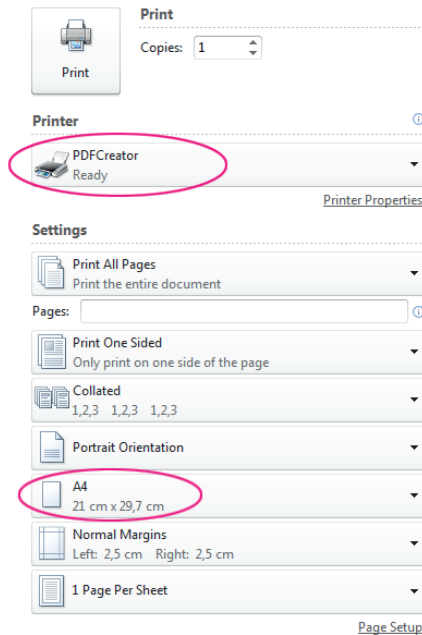 Print
Copies: 1
Print
Printer
PDFCreator
Ready
Printer Properties
Settings
Print All Pages
Print the entire document
Pages:
Print One Sided
Only print on one side of the page
Collated
1,2,3 1,2,3 1,2,3
Portrait Orientation
A4
21 cm x 29,7 cm
Normal Margins
Left: 2,5 cm Right: 2,5 cm
1 Page Per Sheet
Page Setup